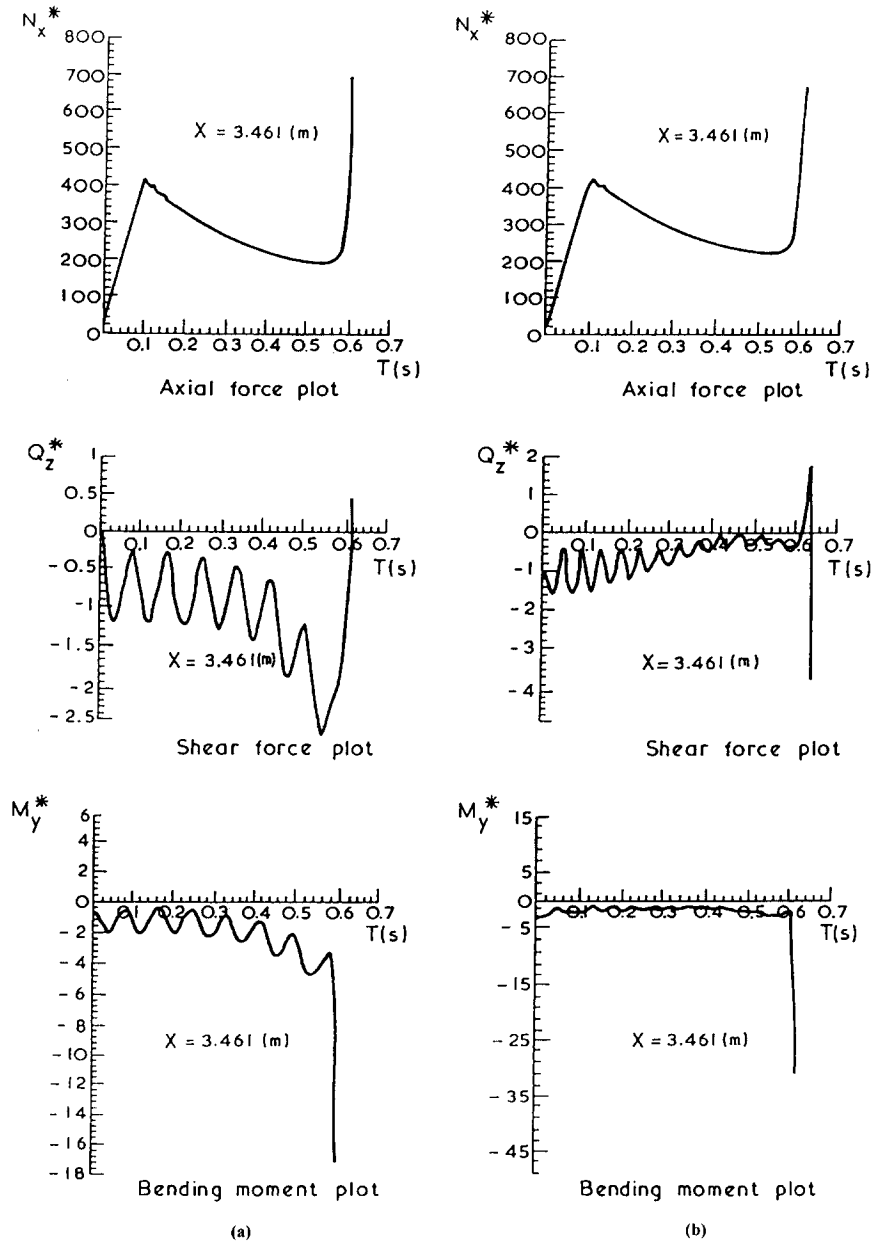 N_x*
800
700
600
500
400
300
200
100
0
X = 3.461 (m)
0.1 0.2 0.3 0.4 0.5 0.6 0.7
T(s)
Axial force plot
N_x*
800
700
600
500
400
300
200
100
0
X = 3.461 (m)
0.1 0.2 0.3 0.4 0.5 0.6 0.7
T(s)
Axial force plot
Q_z*
1
0.5
0
-0.5
-1
-1.5
-2
-2.5
0.1 0.2 0.3 0.4 0.5 0.6 0.7
T(s)
X = 3.461(m)
Shear force plot
Q_z*
2
1
0
-1
-2
-3
-4
0.1 0.2 0.3 0.4 0.5 0.6 0.7
T(s)
X = 3.461 (m)
Shear force plot
M_y*
6
4
2
0
-2
-4
-6
-8
-10
-12
-14
-16
-18
0.1 0.2 0.3 0.4 0.5 0.6 0.7
T(s)
X = 3.461 (m)
Bending moment plot
M_y*
15
5
0
-5
-15
-25
-35
-45
0.1 0.2 0.3 0.4 0.5 0.6 0.7
T(s)
X = 3.461 (m)
Bending moment plot
(a)
(b)